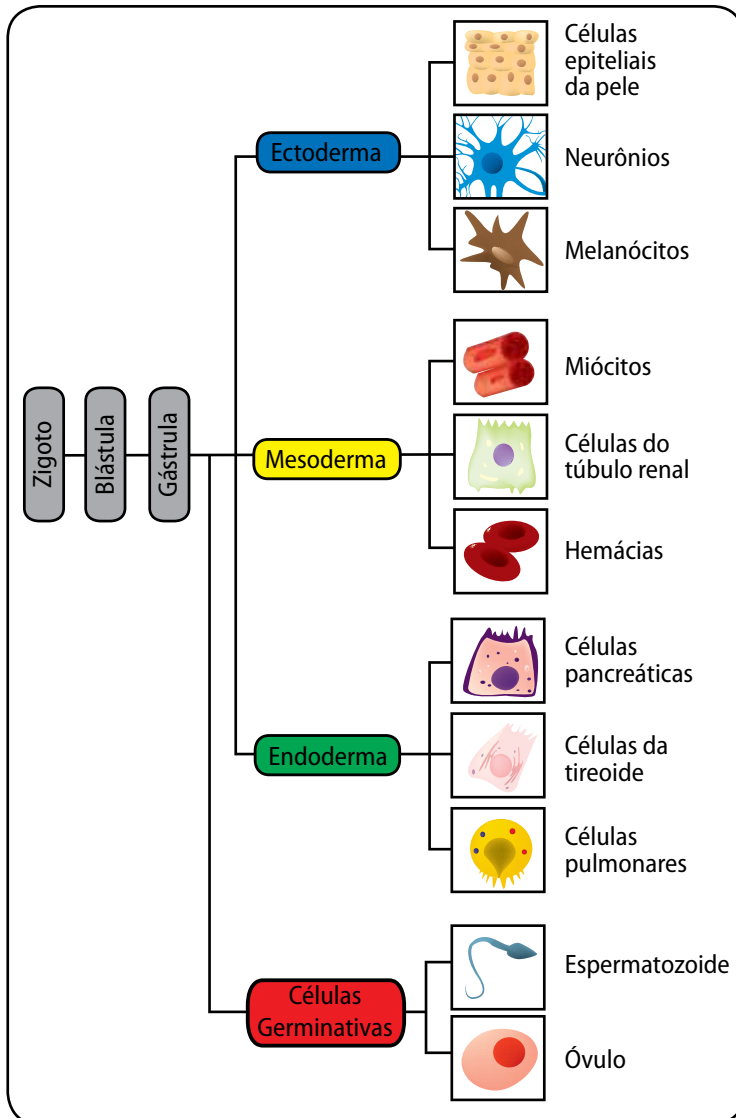 Zigoto
Blástula
Gástrula
Ectoderma
Células
epiteliais
da pele
Neurônios
Melanócitos
Mesoderma
Miócitos
Células do
túbulo renal
Hemácias
Endoderma
Células
pancreáticas
Células da
tireoide
Células
pulmonares
Células
Germinativas
Espermatozoide
Óvulo